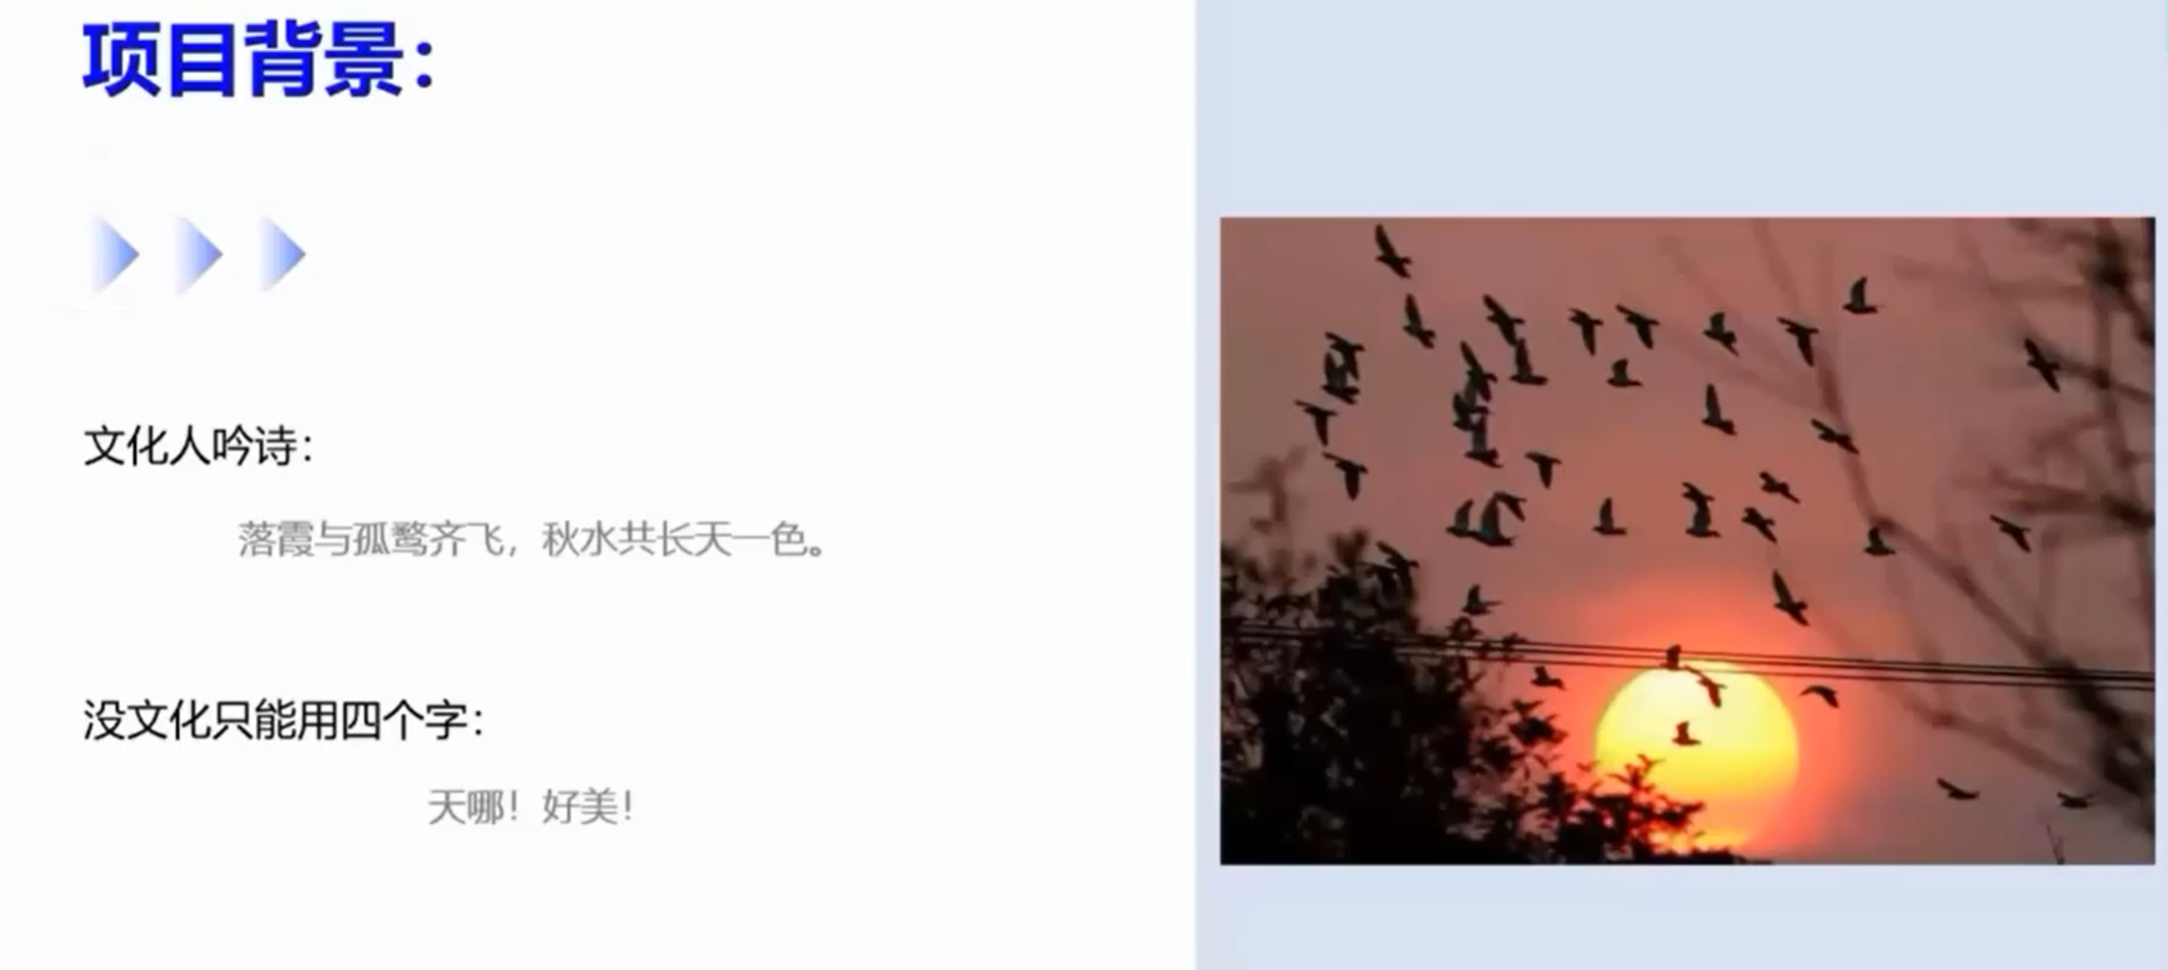 项目背景：
文化人吟诗：
落霞与孤鹜齐飞，秋水共长天一色。
没文化只能用四个字：
天哪！好美！